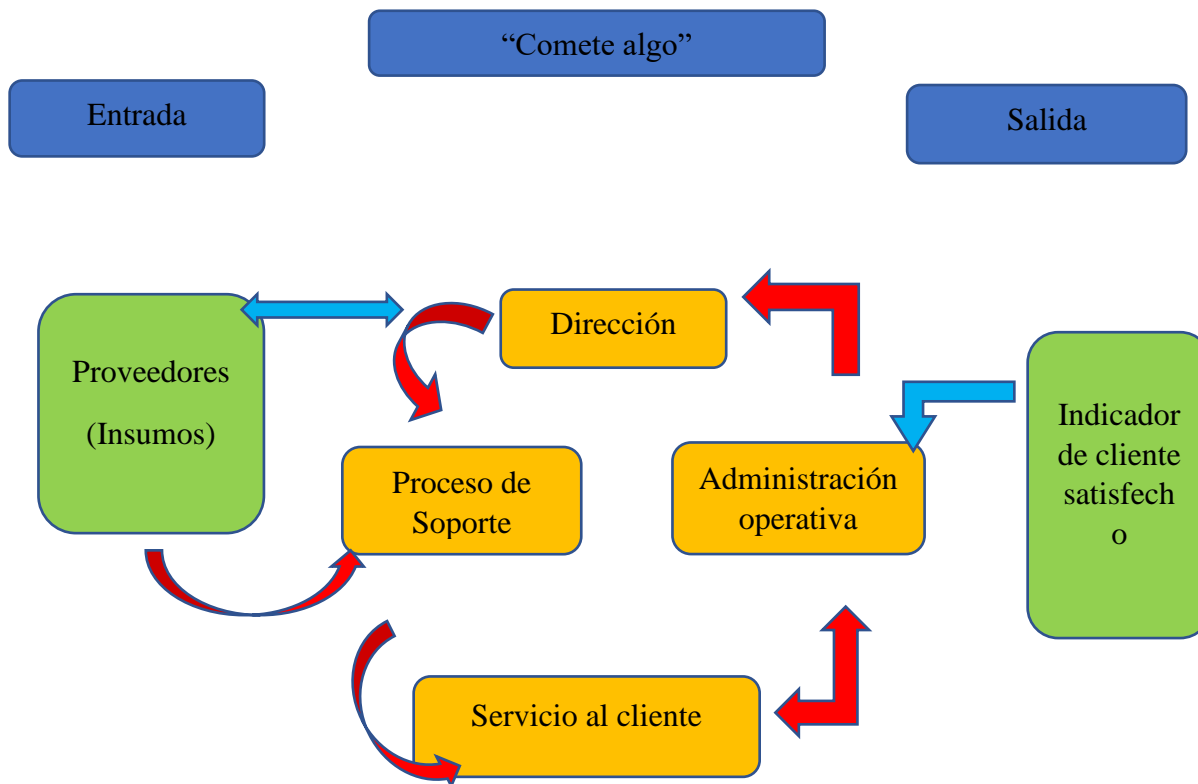 “Comete algo”
Entrada
Salida
Dirección
Proveedores
(Insumos)
Indicador
de cliente
satisfech
o
Proceso de
Soporte
Administración
operativa
Servicio al cliente